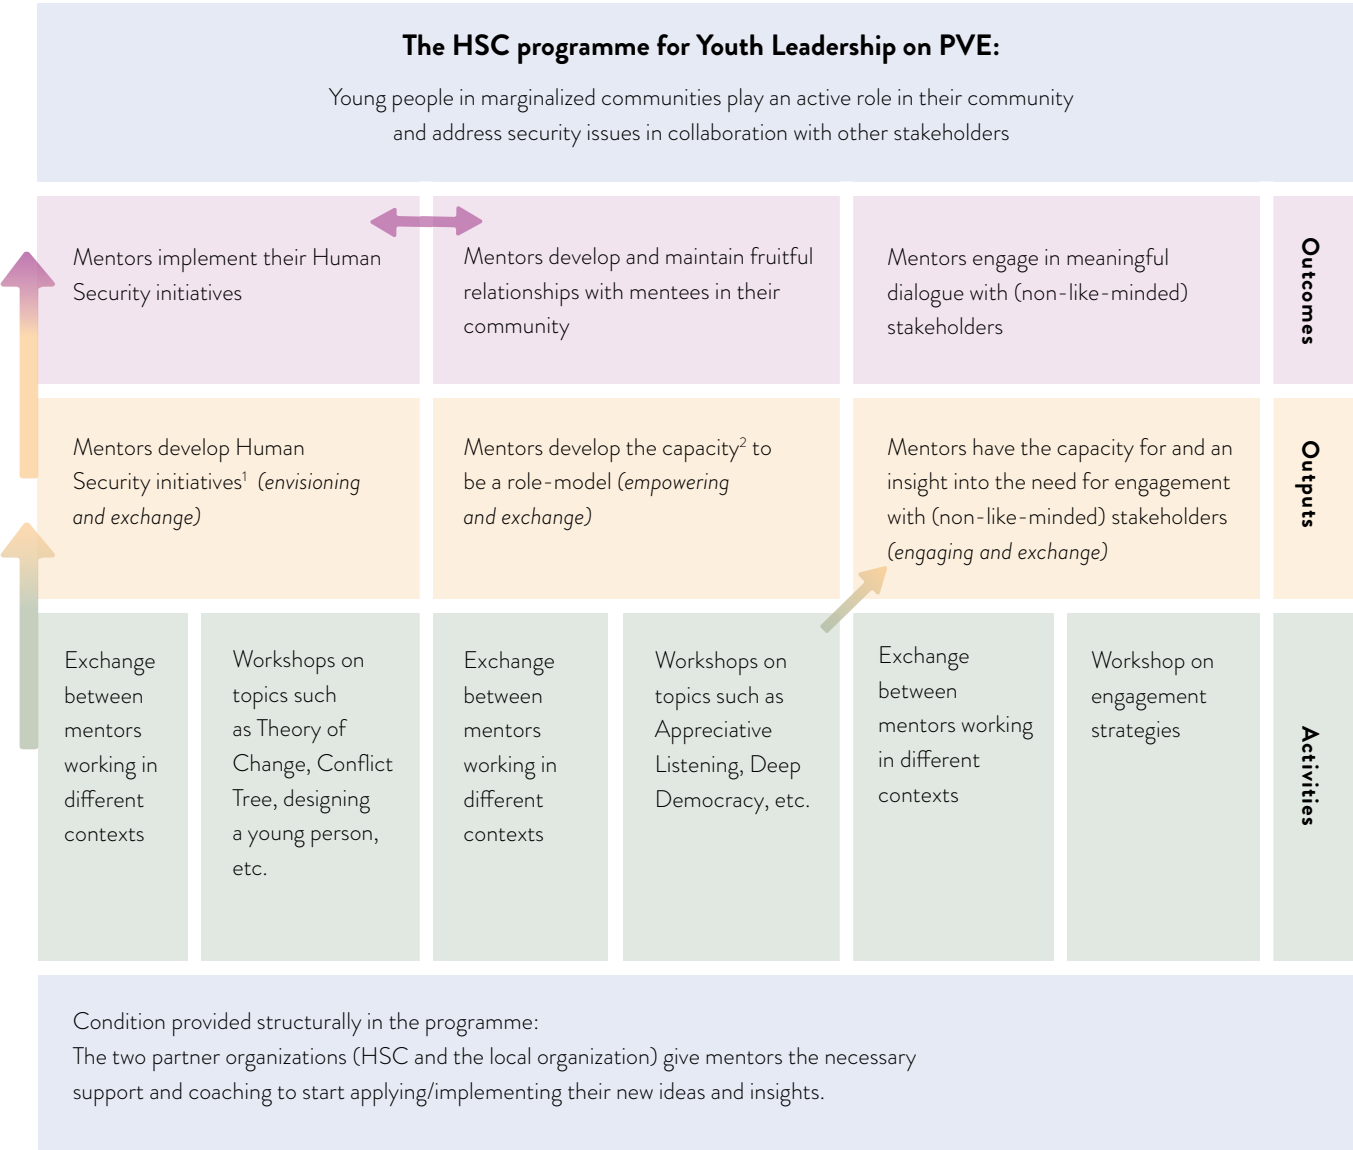 The HSC programme for Youth Leadership on PVE:
Young people in marginalized communities play an active role in their community
and address security issues in collaboration with other stakeholders
Mentors implement their Human
Security initiatives
Mentors develop and maintain fruitful
relationships with mentees in their
community
Mentors engage in meaningful
dialogue with (non-like-minded)
stakeholders
Outcomes
Mentors develop Human
Security initiatives¹ (envisioning
and exchange)
Mentors develop the capacity² to
be a role-model (empowering
and exchange)
Mentors have the capacity for and an
insight into the need for engagement
with (non-like-minded) stakeholders
(engaging and exchange)
Outputs
Exchange
between
mentors
working in
different
contexts
Workshops on
topics such
as Theory of
Change, Conflict
Tree, designing
a young person,
etc.
Exchange
between
mentors
working in
different
contexts
Workshops on
topics such as
Appreciative
Listening, Deep
Democracy, etc.
Exchange
between
mentors working
in different
contexts
Workshop on
engagement
strategies
Activities
Condition provided structurally in the programme:
The two partner organizations (HSC and the local organization) give mentors the necessary
support and coaching to start applying/implementing their new ideas and insights.